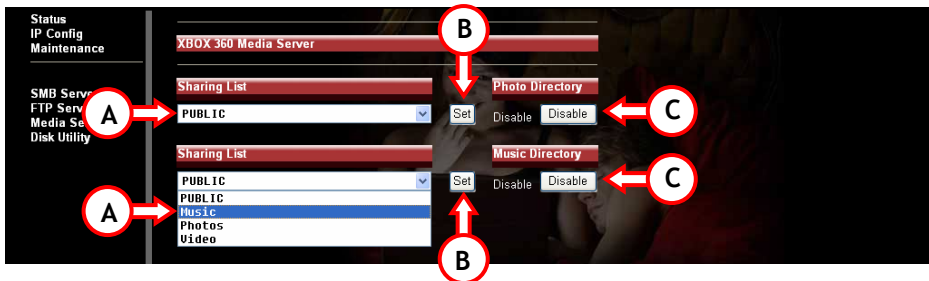 Status
IP Config
Maintenance
SMB Serve
FTP Serv
Media Se
Disk Utility
XBOX 360 Media Server
Sharing List
Photo Directory
PUBLIC
Set
Disable
Disable
Sharing List
Music Directory
PUBLIC
Set
Disable
Disable
PUBLIC
Music
Photos
Video
A
B
C
A
B
C